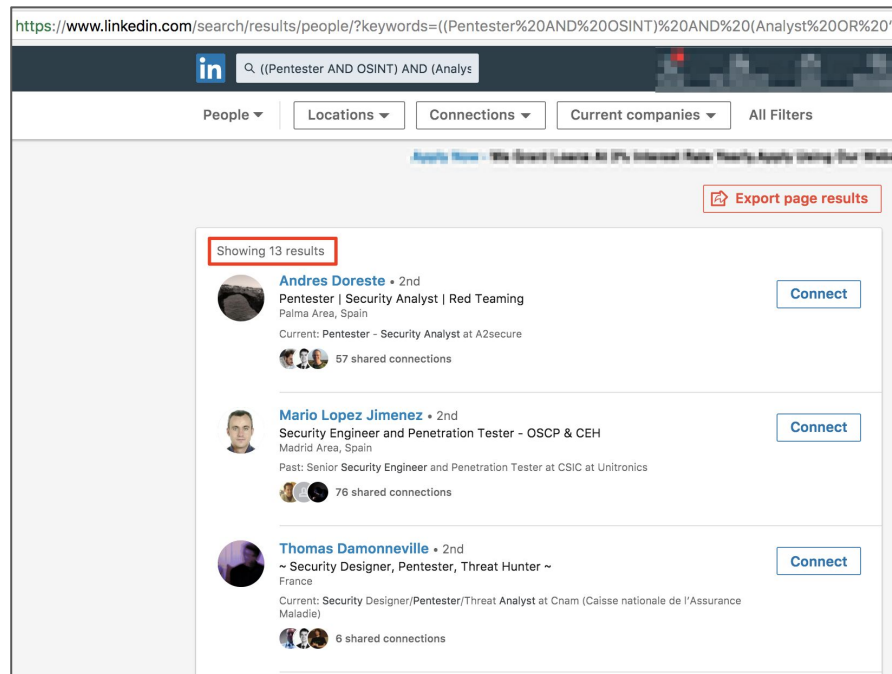 https://www.linkedin.com/search/results/people/?keywords=((Pentester%20AND%20OSINT)%20AND%20(Analyst%20OR%20
in
((Pentester AND OSINT) AND (Analys
People
Locations
Connections
Current companies
All Filters
Export page results
Showing 13 results
Andres Doreste • 2nd
Pentester | Security Analyst | Red Teaming
Palma Area, Spain
Current: Pentester - Security Analyst at A2secure
57 shared connections
Connect
Mario Lopez Jimenez • 2nd
Security Engineer and Penetration Tester - OSCP & CEH
Madrid Area, Spain
Past: Senior Security Engineer and Penetration Tester at CSIC at Unitronics
76 shared connections
Connect
Thomas Damonneville • 2nd
~ Security Designer, Pentester, Threat Hunter ~
France
Current: Security Designer/Pentester/Threat Analyst at Cnam (Caisse nationale de l'Assurance
Maladie)
6 shared connections
Connect